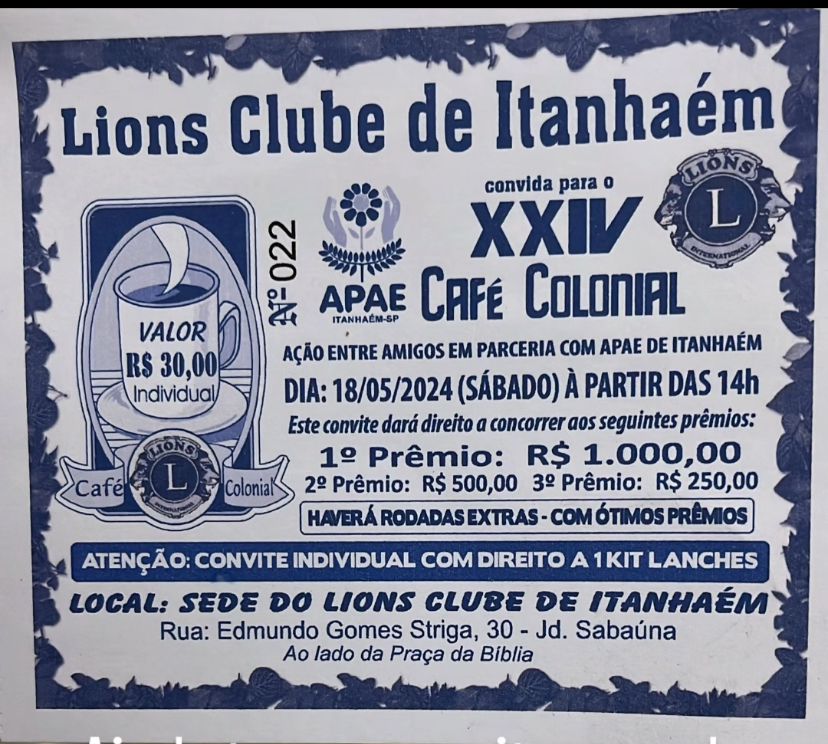 Lions Clube de Itanhaém
convida para o
XXIV
CAFÉ COLONIAL
LIONS
L
INTERNATIONAL
APAE
ITANHAÉM-SP
Nº 022
VALOR
R$ 30,00
Individual
LIONS
L
INTERNATIONAL
Café Colonial
AÇÃO ENTRE AMIGOS EM PARCERIA COM APAE DE ITANHAÉM
DIA: 18/05/2024 (SÁBADO) À PARTIR DAS 14h
Este convite dará direito a concorrer aos seguintes prêmios:
1º Prêmio: R$ 1.000,00
2º Prêmio: R$ 500,00 3º Prêmio: R$ 250,00
HAVERÁ RODADAS EXTRAS - COM ÓTIMOS PRÊMIOS
ATENÇÃO: CONVITE INDIVIDUAL COM DIREITO A 1 KIT LANCHES
LOCAL: SEDE DO LIONS CLUBE DE ITANHAÉM
Rua: Edmundo Gomes Striga, 30 - Jd. Sabaúna
Ao lado da Praça da Bíblia